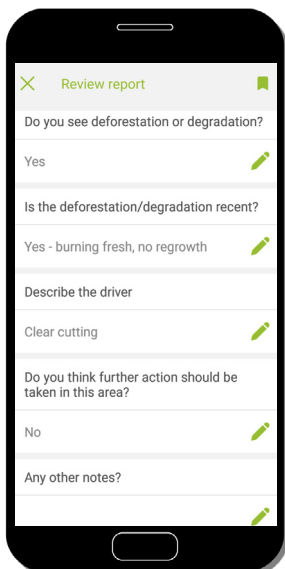 Review report
Do you see deforestation or degradation?
Yes
Is the deforestation/degradation recent?
Yes - burning fresh, no regrowth
Describe the driver
Clear cutting
Do you think further action should be
taken in this area?
No
Any other notes?